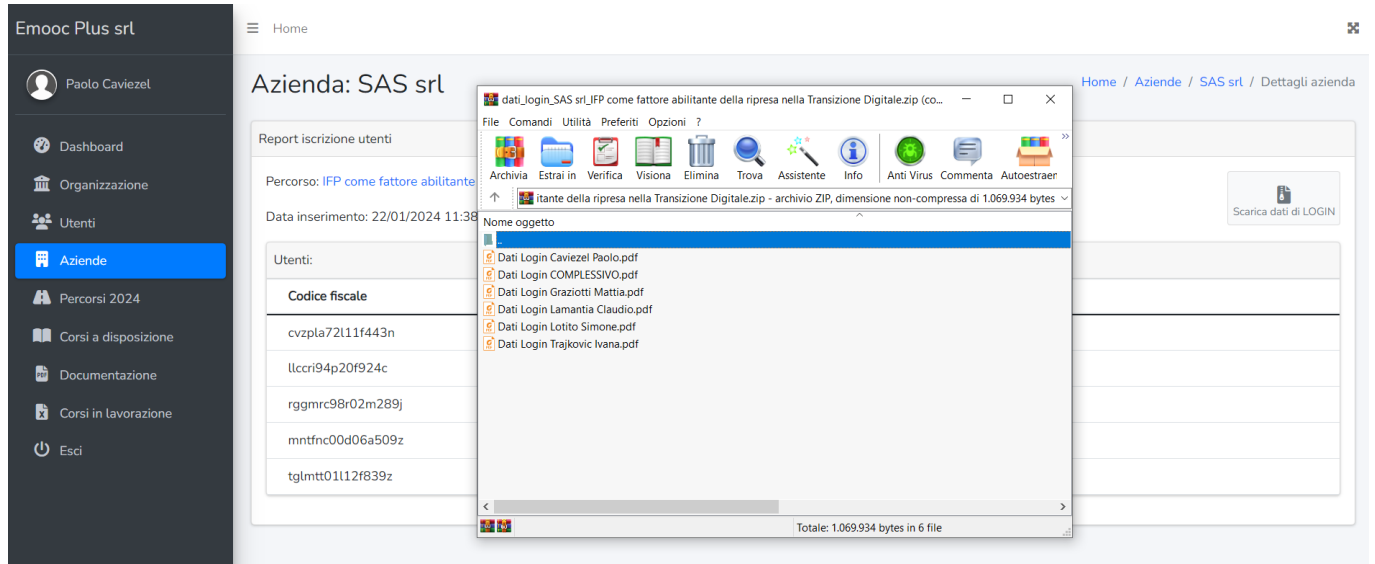 Emooc Plus srl
Home
Paolo Caviezel
Dashboard
Organizzazione
Utenti
Aziende
Percorsi 2024
Corsi a disposizione
Documentazione
Corsi in lavorazione
Esci
Azienda: SAS srl
Home / Aziende / SAS srl / Dettagli azienda
Report iscrizione utenti
Percorso: IFP come fattore abilitante
Data inserimento: 22/01/2024 11:38
Scarica dati di LOGIN
Utenti:
Codice fiscale
cvzpla72l11f443n
llccri94p20f924c
rggmrc98r02m289j
mntfnc00d06a509z
tglmtt01l12f839z
dati_login_SAS srl_IFP come fattore abilitante della ripresa nella Transizione Digitale.zip (co...
File Comandi Utilità Preferiti Opzioni ?
Archivia Estrai in Verifica Visiona Elimina Trova Assistente Info Anti Virus Commenta Autoestraen
itante della ripresa nella Transizione Digitale.zip - archivio ZIP, dimensione non-compressa di 1.069.934 bytes
Nome oggetto
..
Dati Login Caviezel Paolo.pdf
Dati Login COMPLESSIVO.pdf
Dati Login Graziotti Mattia.pdf
Dati Login Lamantia Claudio.pdf
Dati Login Lotito Simone.pdf
Dati Login Trajkovic Ivana.pdf
Totale: 1.069.934 bytes in 6 file